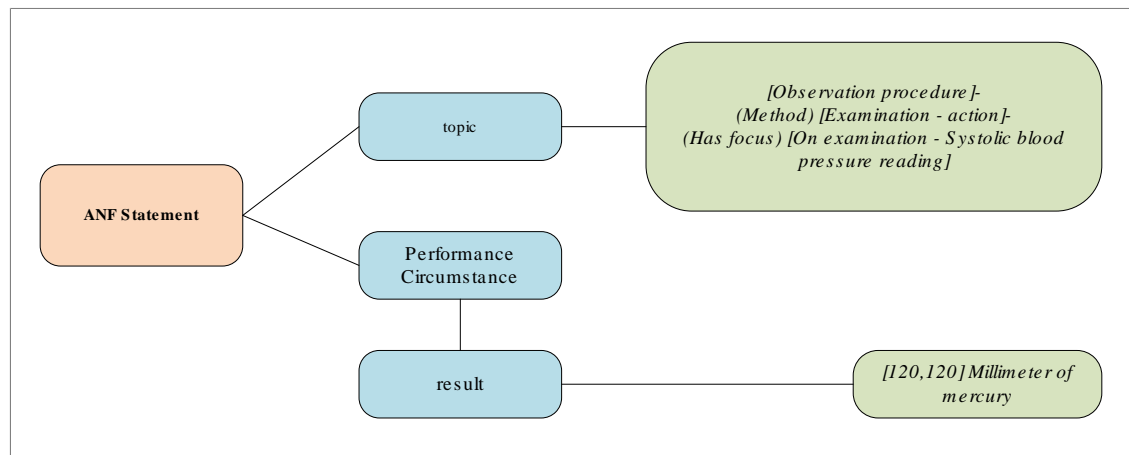 topic
[Observation procedure]-
(Method) [Examination - action]-
(Has focus) [On examination - Systolic blood
pressure reading]
ANF Statement
Performance
Circumstance
result
[120,120] Millimeter of
mercury